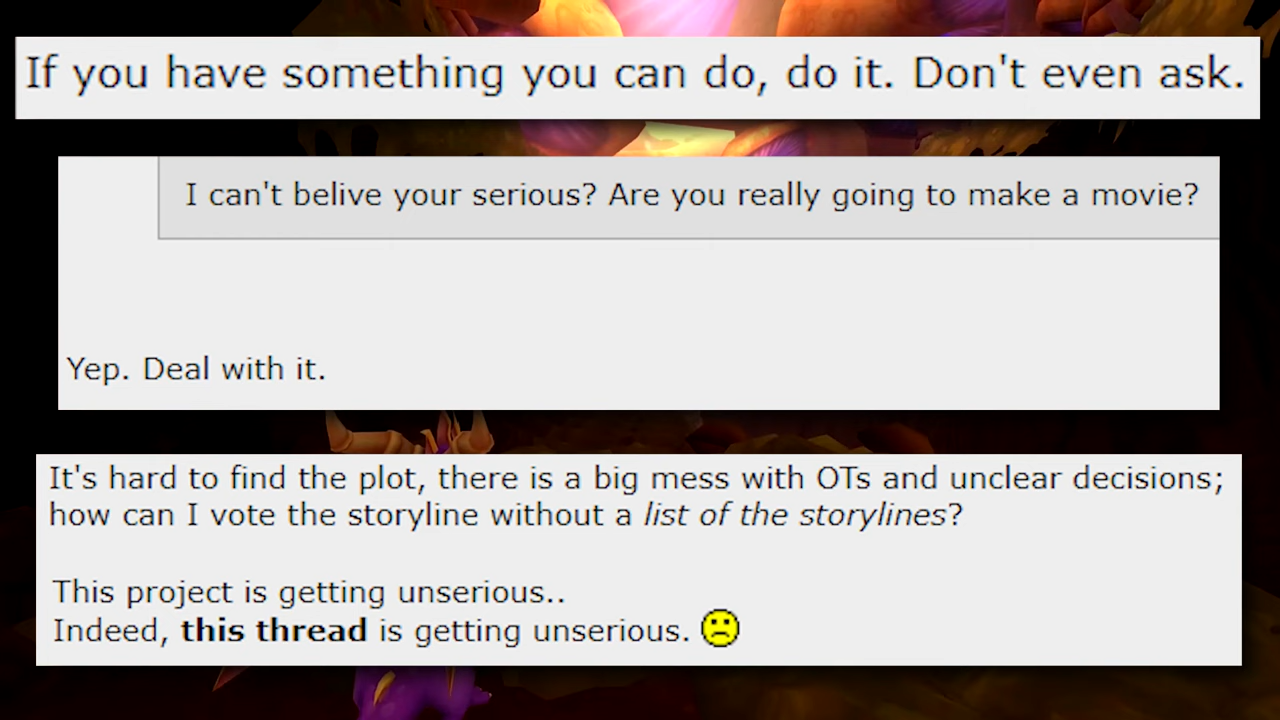 If you have something you can do, do it. Don't even ask.
I can't belive your serious? Are you really going to make a movie?
Yep. Deal with it.
It's hard to find the plot, there is a big mess with OTs and unclear decisions;
how can I vote the storyline without a list of the storylines?
This project is getting unserious..
Indeed, this thread is getting unserious.